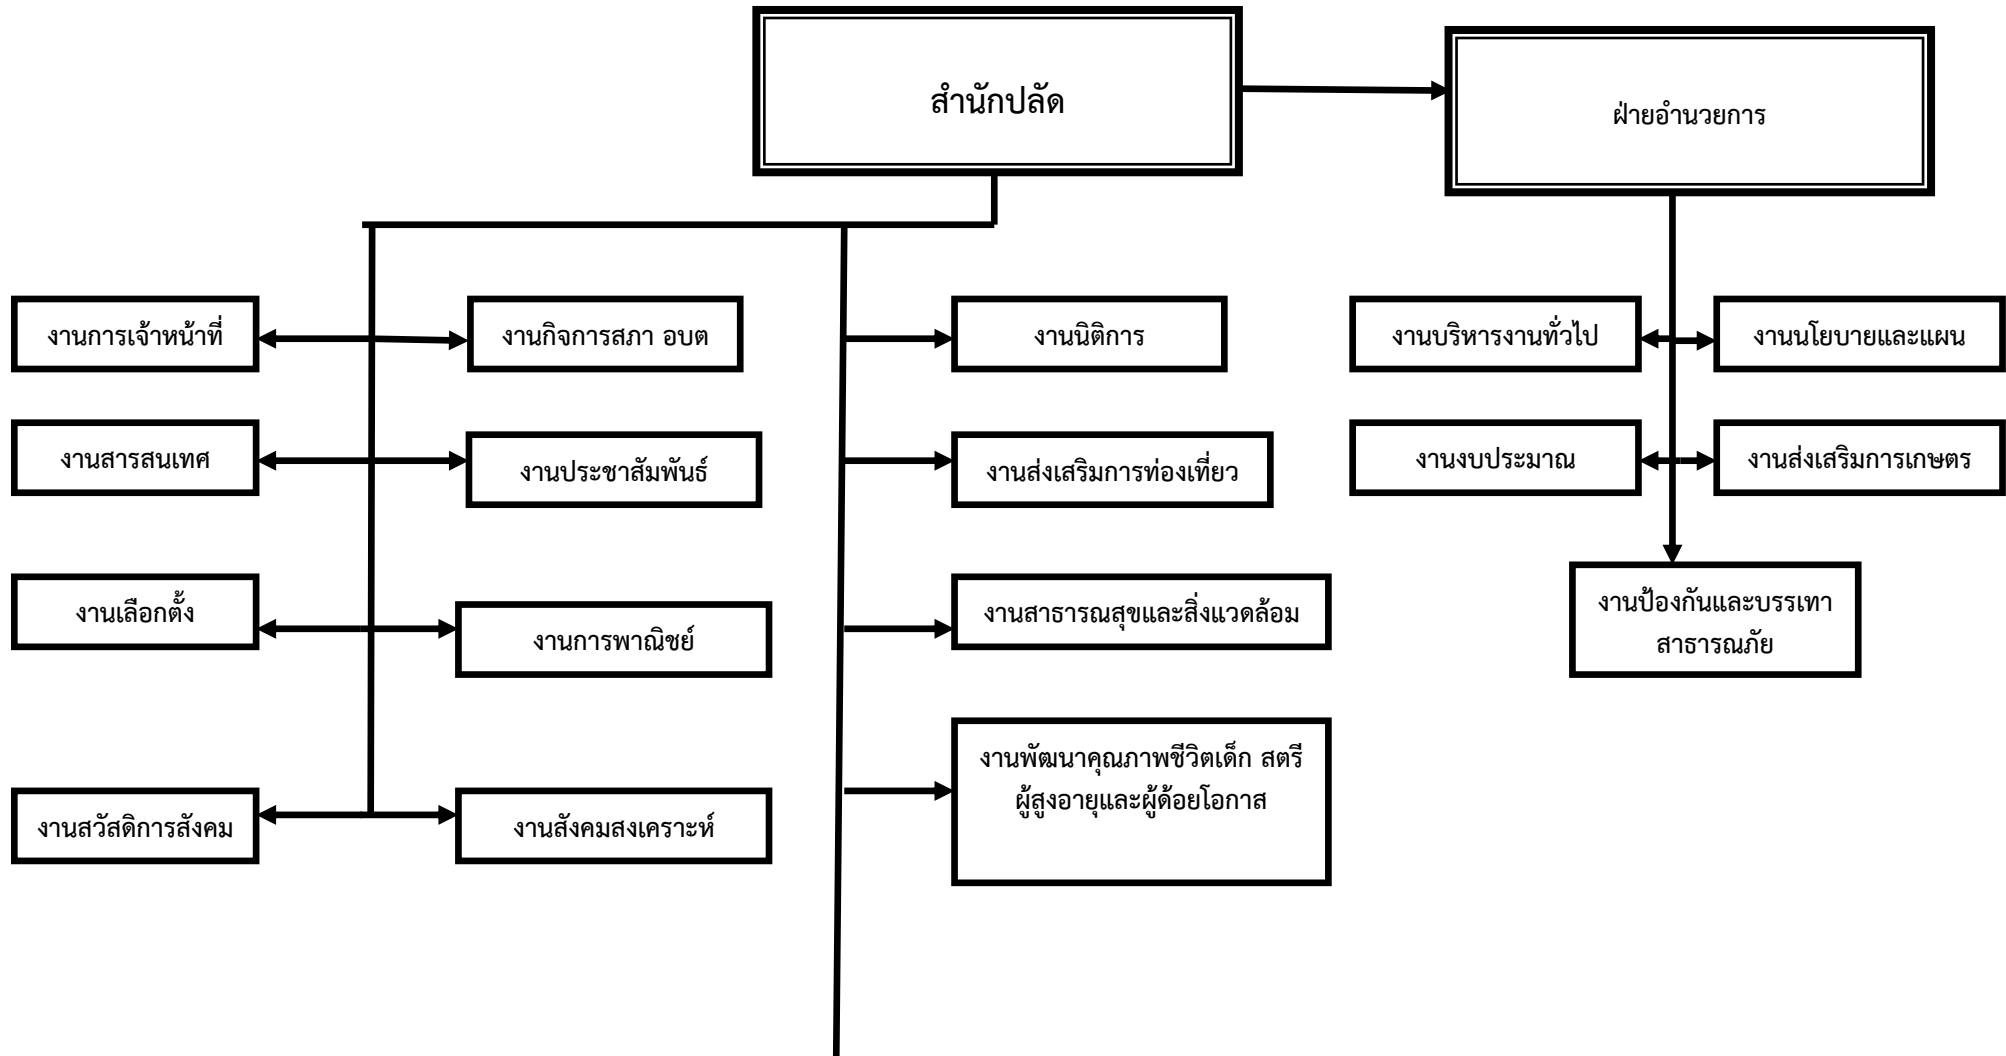 สำนักปลัด
ฝ่ายอำนวยการ
งานการเจ้าหน้าที่
งานกิจการสภา อบต
งานนิติการ
งานบริหารงานทั่วไป
งานนโยบายและแผน
งานสารสนเทศ
งานประชาสัมพันธ์
งานส่งเสริมการท่องเที่ยว
งานงบประมาณ
งานส่งเสริมการเกษตร
งานเลือกตั้ง
งานการพาณิชย์
งานสาธารณสุขและสิ่งแวดล้อม
งานป้องกันและบรรเทา
สาธารณภัย
งานพัฒนาคุณภาพชีวิตเด็ก สตรี
ผู้สูงอายุและผู้ด้อยโอกาส
งานสวัสดิการสังคม
งานสังคมสงเคราะห์